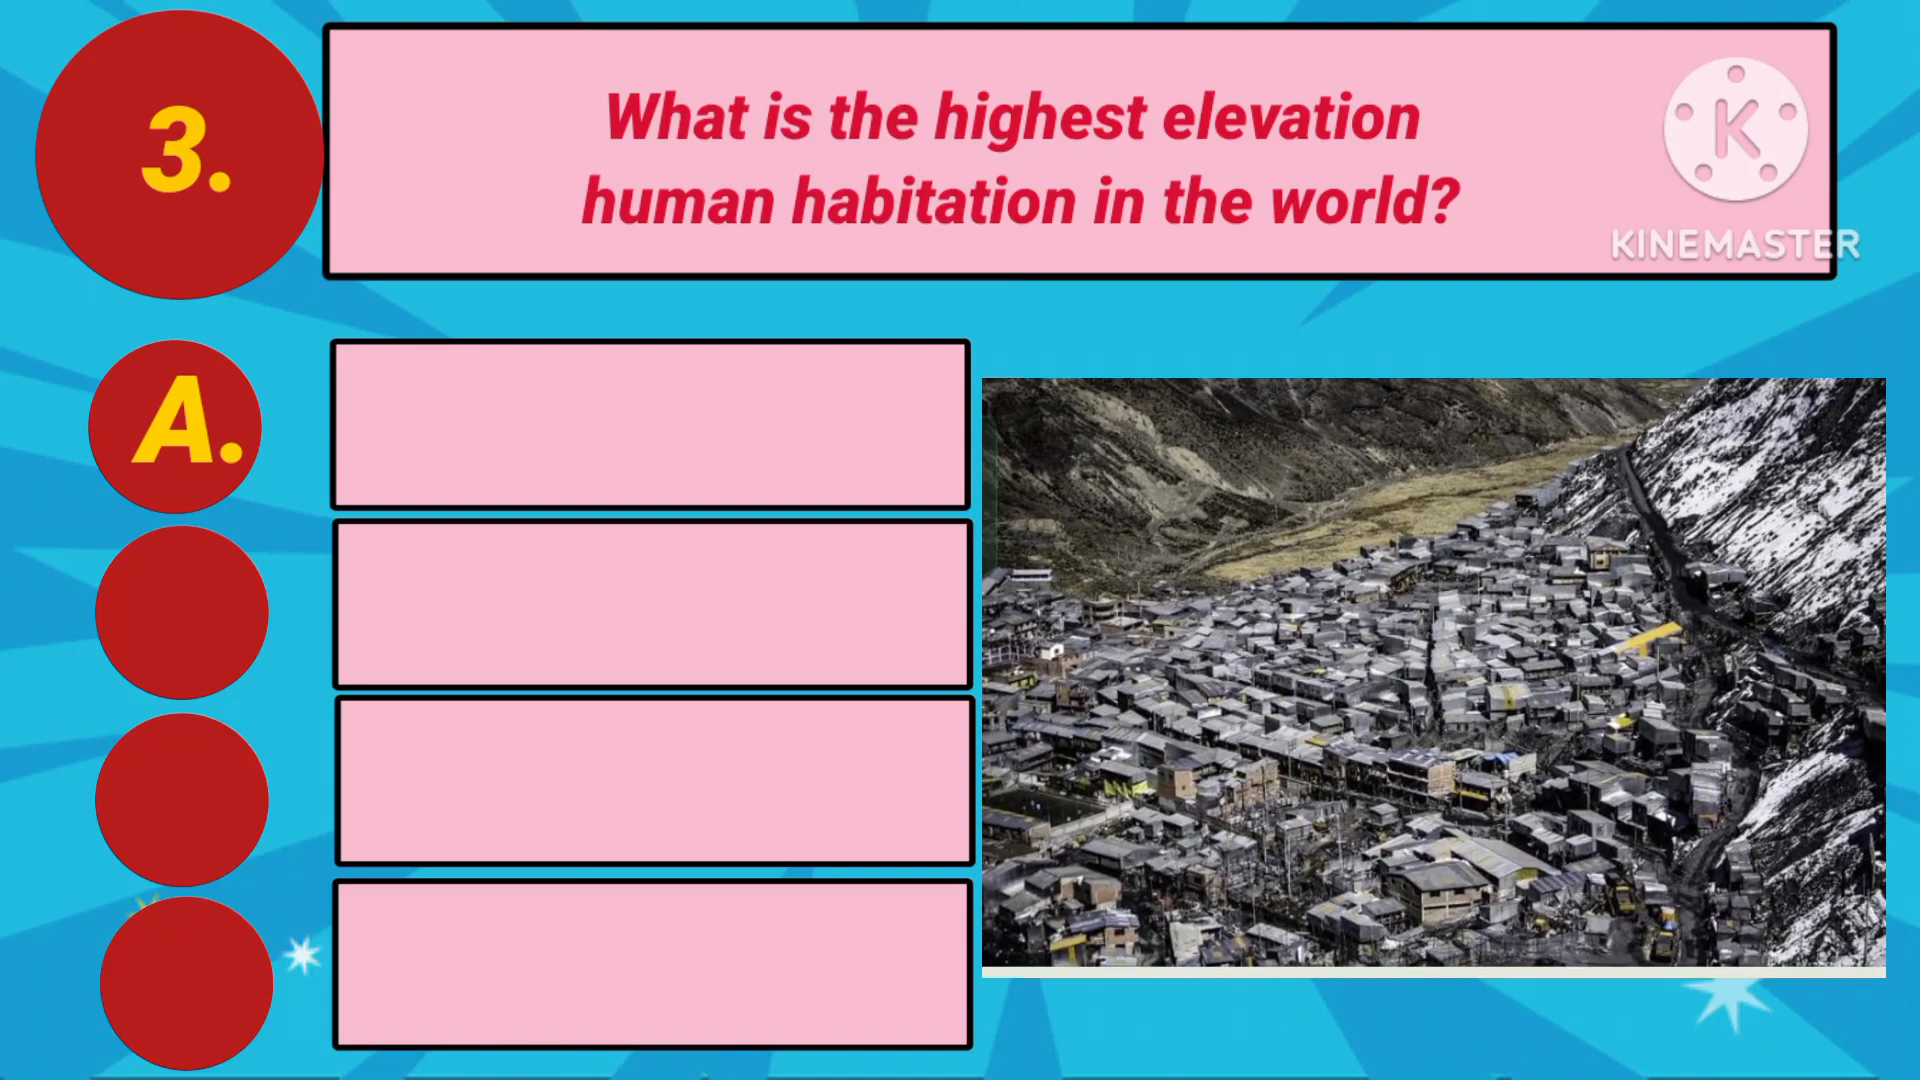 3.
What is the highest elevation
human habitation in the world?
K
KINEMASTER
A.